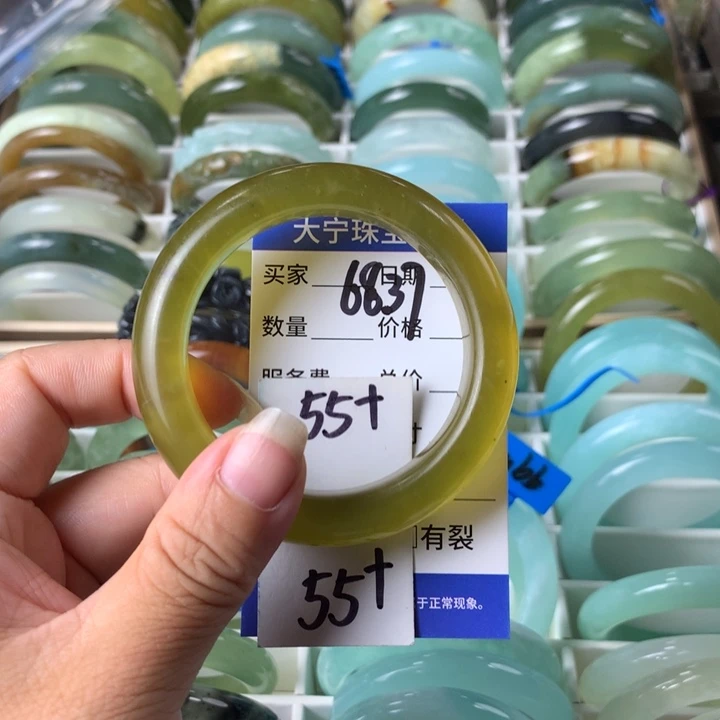 大宁珠宝
买家 6837 日期
数量 价格
服务费 总价
55+
有裂
55+
于正常现象。